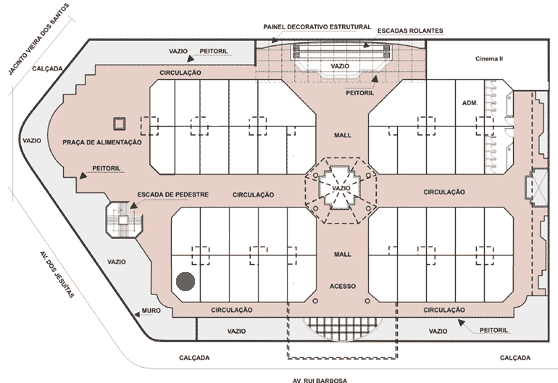 JACINTO VIEIRA DOS SANTOS
CALÇADA
VAZIO
PEITORIL
PAINEL DECORATIVO ESTRUTURAL
ESCADAS ROLANTES
VAZIO
Cinema II
CIRCULAÇÃO
PEITORIL
ADM.
VAZIO
PRAÇA DE ALIMENTAÇÃO
MALL
PEITORIL
ESCADA DE PEDESTRE
CIRCULAÇÃO
VAZIO
CIRCULAÇÃO
AV. DOS JESUÍTAS
VAZIO
MALL
ACESSO
MURO
CIRCULAÇÃO
CIRCULAÇÃO
VAZIO
VAZIO
PEITORIL
CALÇADA
CALÇADA
AV. RUI BARBOSA